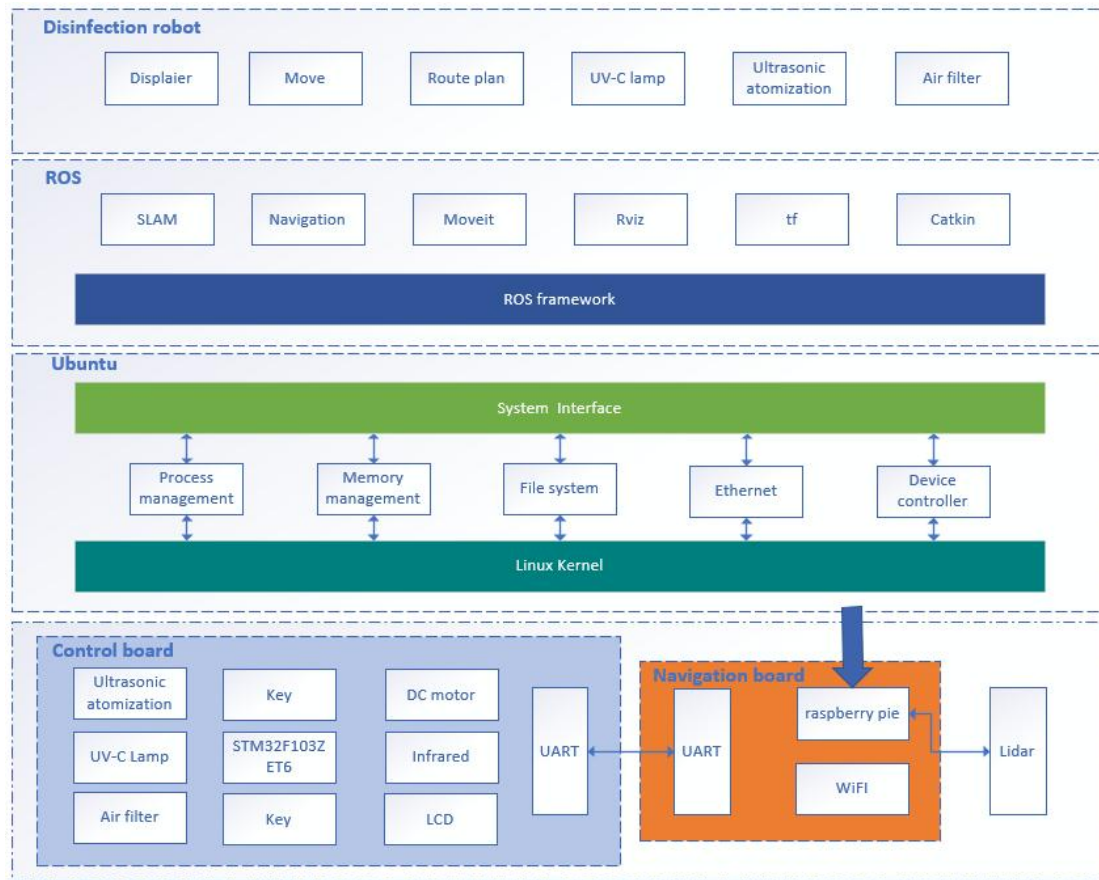 Disinfection robot
Displaier
Move
Route plan
UV-C lamp
Ultrasonic
atomization
Air filter
ROS
SLAM
Navigation
Moveit
Rviz
tf
Catkin
ROS framework
Ubuntu
System Interface
Process
management
Memory
management
File system
Ethernet
Device
controller
Linux Kernel
Control board
Ultrasonic
atomization
Key
DC motor
UV-C Lamp
STM32F103Z
ET6
Infrared
Air filter
Key
LCD
UART
Navigation board
UART
raspberry pie
WiFI
Lidar